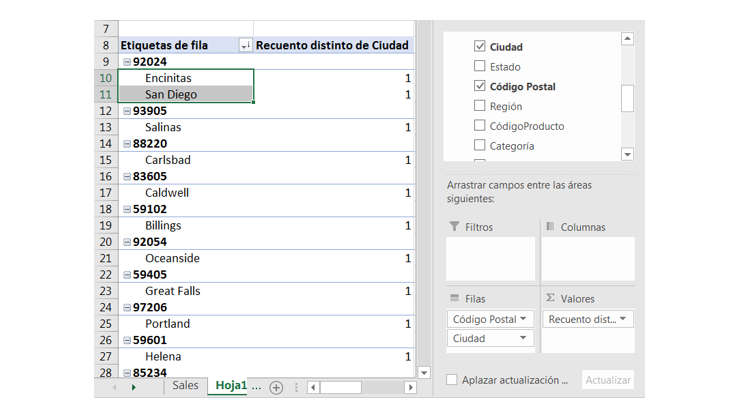 7
8 Etiquetas de fila Recuento distinto de Ciudad
9 92024
10 Encinitas 1
11 San Diego 1
12 93905
13 Salinas 1
14 88220
15 Carlsbad 1
16 83605
17 Caldwell 1
18 59102
19 Billings 1
20 92054
21 Oceanside 1
22 59405
23 Great Falls 1
24 97206
25 Portland 1
26 59601
27 Helena 1
28 85234
Sales Hoja1 ...
Ciudad
Estado
Código Postal
Región
CódigoProducto
Categoría
Arrastrar campos entre las áreas
siguientes:
Filtros Columnas
Filas Σ Valores
Código Postal Recuento dist...
Ciudad
Aplazar actualización ... Actualizar